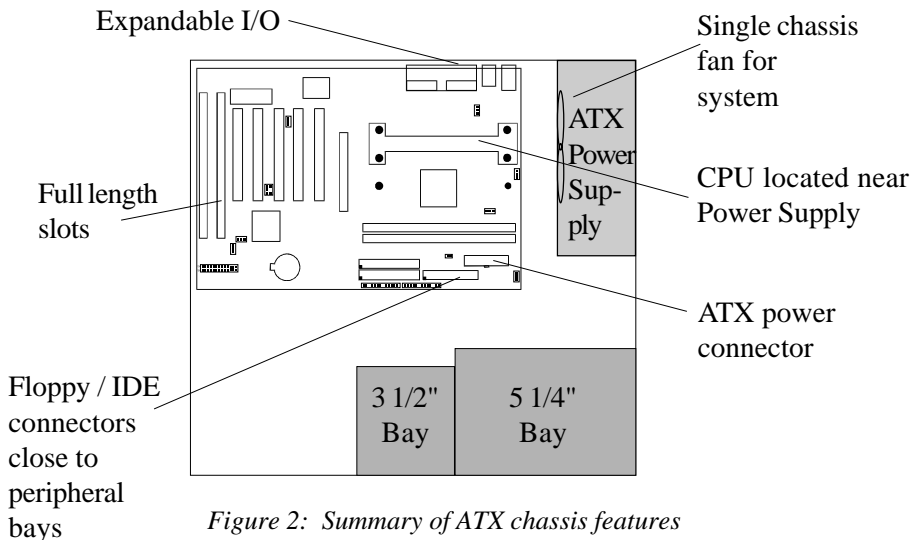 Expandable I/O
Single chassis
fan for
system
ATX
Power
Sup-
ply
CPU located near
Power Supply
Full length
slots
ATX power
connector
Floppy / IDE
connectors
close to
peripheral
bays
3 1/2"
Bay
5 1/4"
Bay
Figure 2: Summary of ATX chassis features